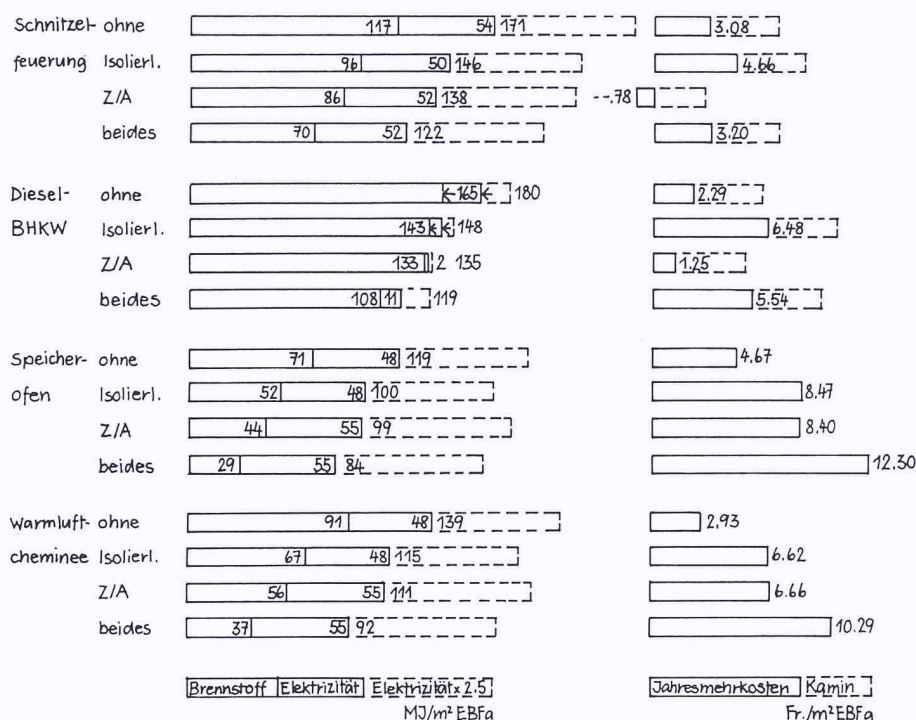 Schnitzel- ohne 117 54 171 3.08
feuerung Isolierl. 96 50 146 4.66
Z/A 86 52 138 --.78
beides 70 52 122 3.20
Diesel- ohne 165 180 2.29
BHKW Isolierl. 143 148 6.48
Z/A 133 2 135 1.25
beides 108 11 119 5.54
Speicher- ohne 71 48 119 4.67
ofen Isolierl. 52 48 100 8.47
Z/A 44 55 99 8.40
beides 29 55 84 12.30
Warmluft- ohne 91 48 139 2.93
cheminee Isolierl. 67 48 115 6.62
Z/A 56 55 111 6.66
beides 37 55 92 10.29
Brennstoff Elektrizität Elektrizität x 2.5 Jahresmehrkosten Kamin
MJ/m² EBFa Fr./m² EBFa